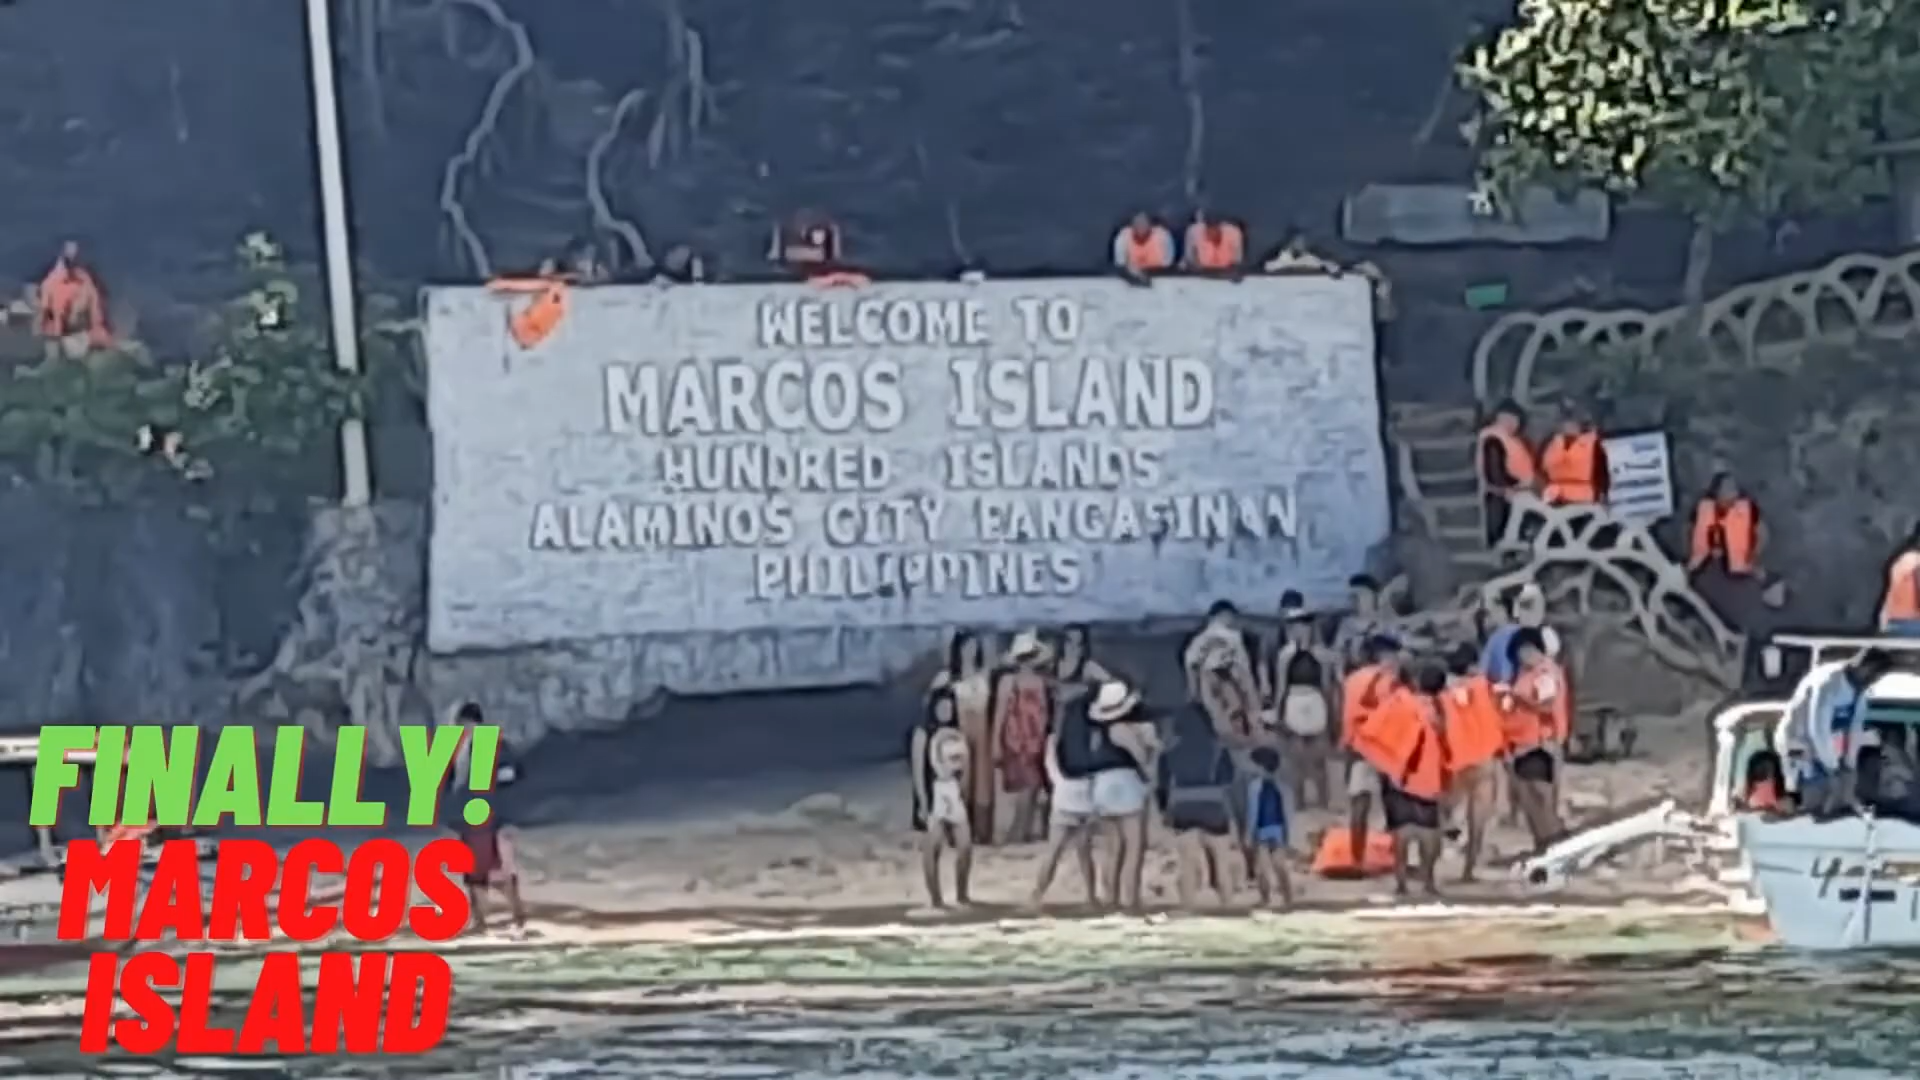 WELCOME TO
MARCOS ISLAND
HUNDRED ISLANDS
ALAMINOS CITY PANGASINAN
PHILIPPINES
FINALLY!
MARCOS
ISLAND